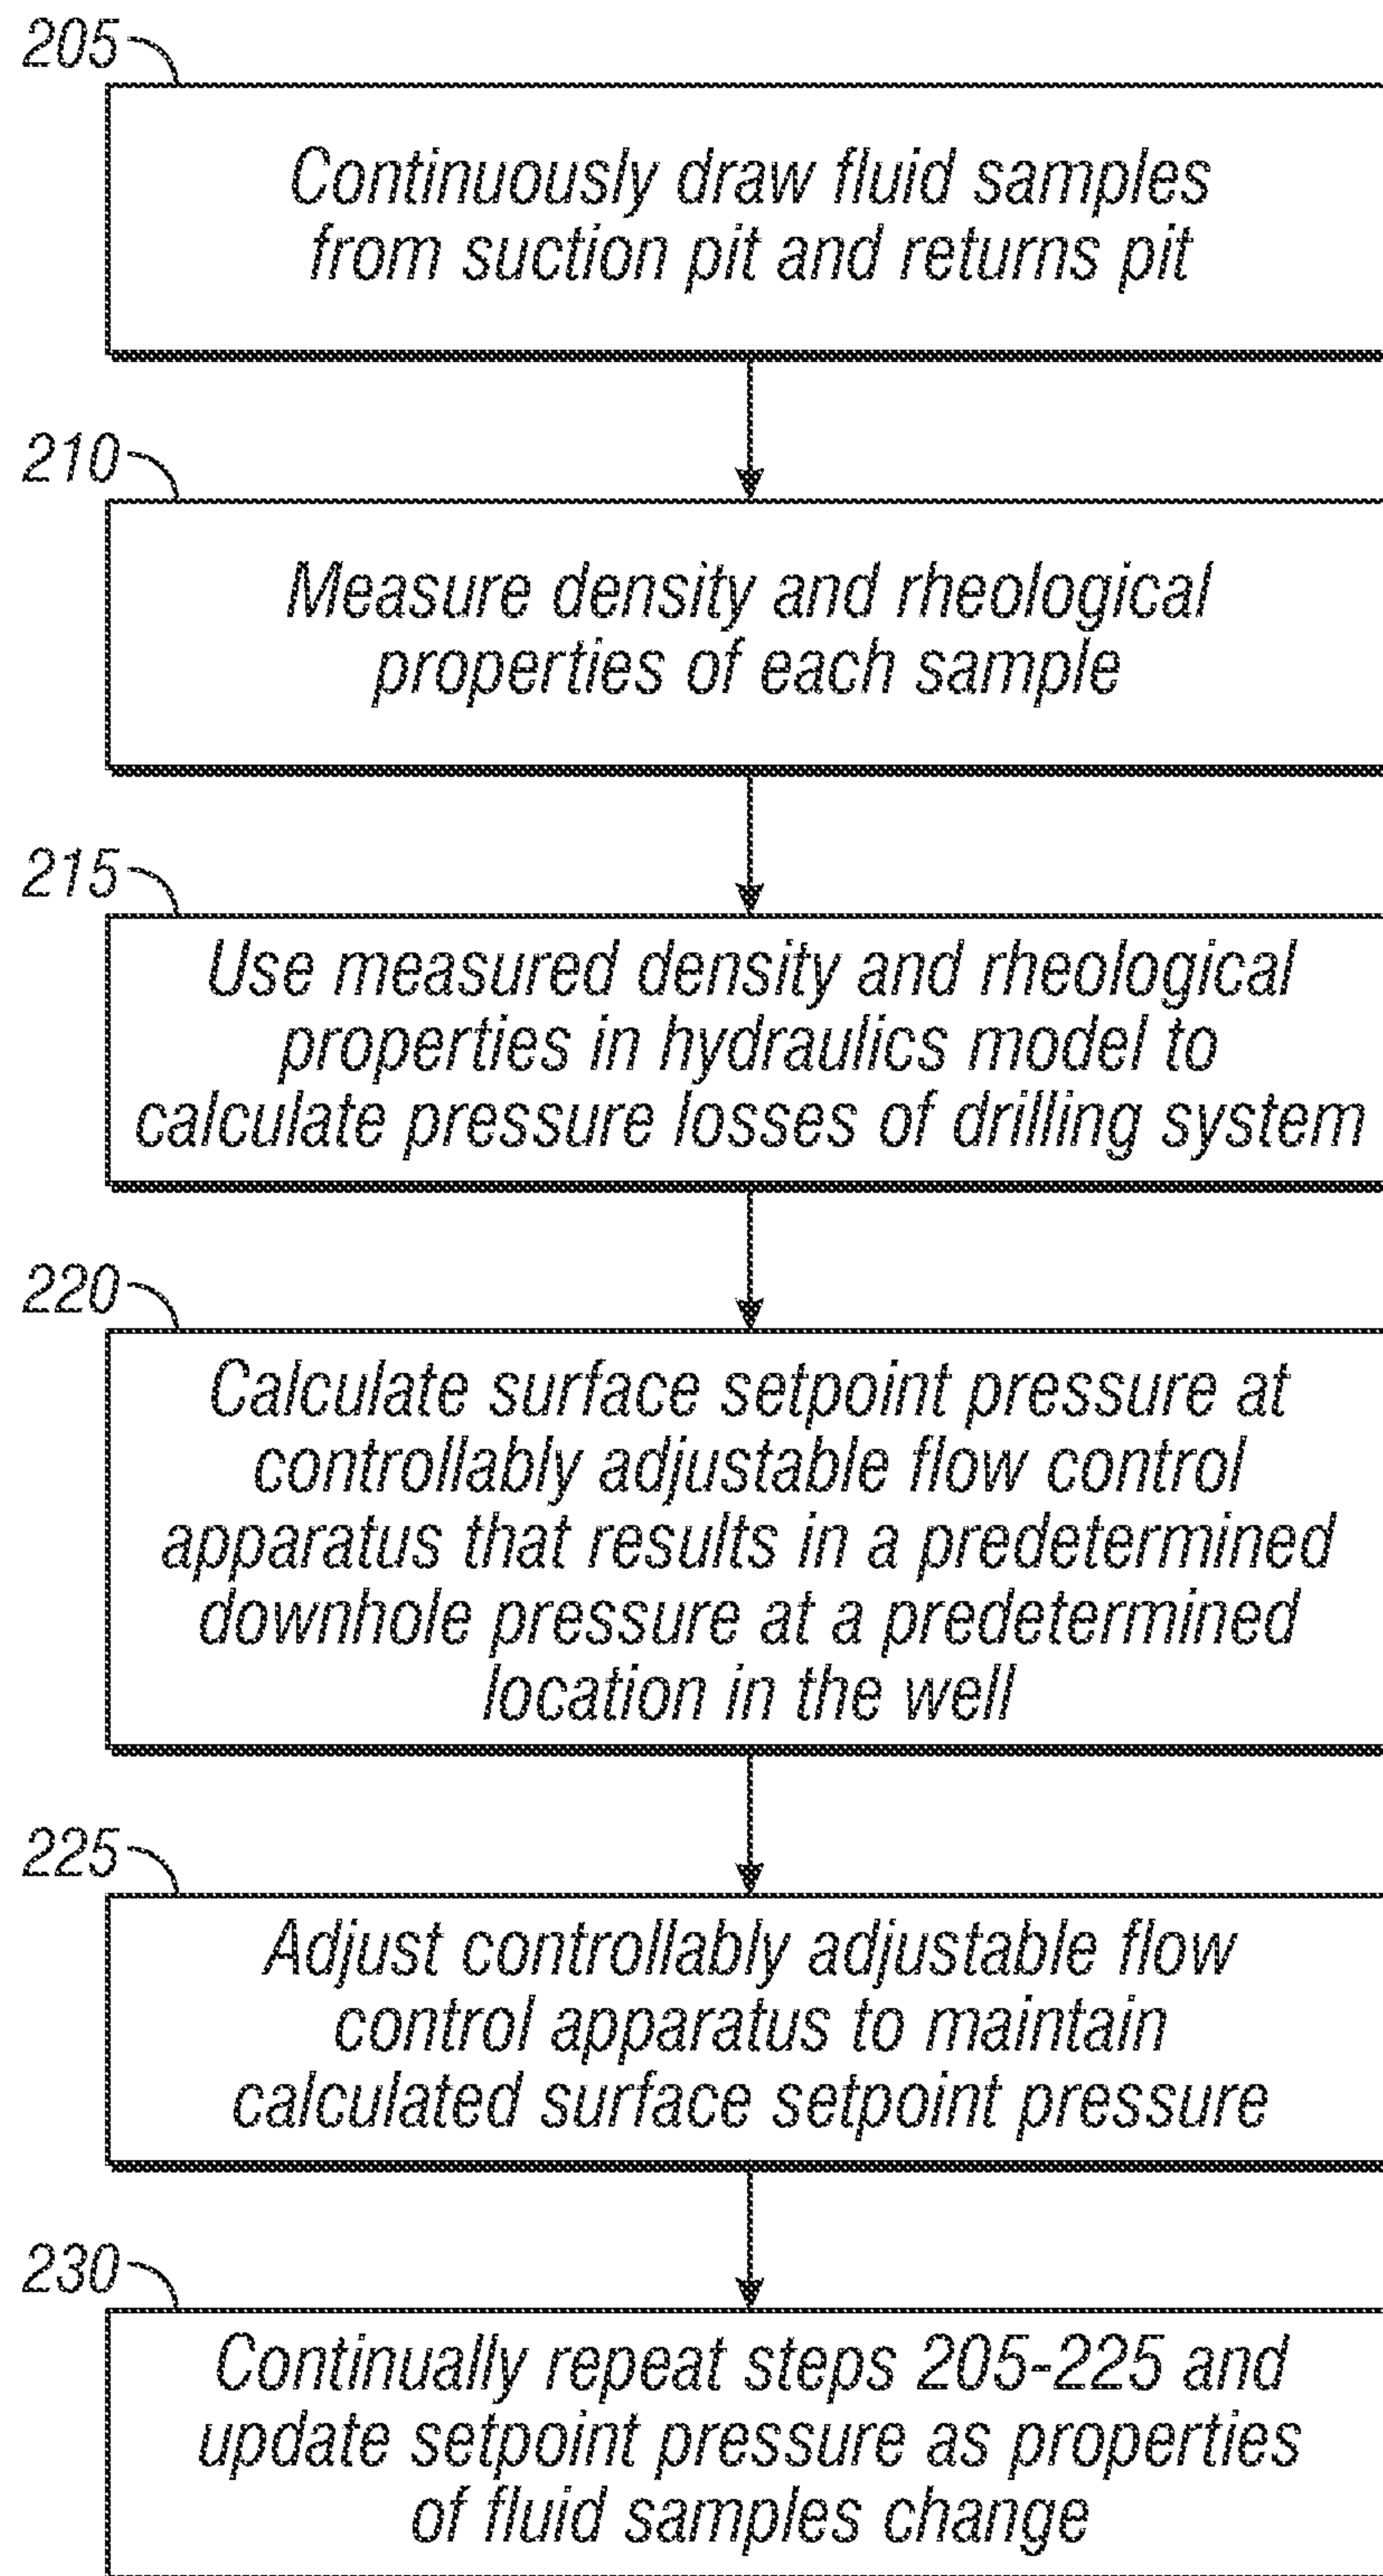 205
Continuously draw fluid samples
from suction pit and returns pit
210
Measure density and rheological
properties of each sample
215
Use measured density and rheological
properties in hydraulics model to
calculate pressure losses of drilling system
220
Calculate surface setpoint pressure at
controllably adjustable flow control
apparatus that results in a predetermined
downhole pressure at a predetermined
location in the well
225
Adjust controllably adjustable flow
control apparatus to maintain
calculated surface setpoint pressure
230
Continually repeat steps 205-225 and
update setpoint pressure as properties
of fluid samples change